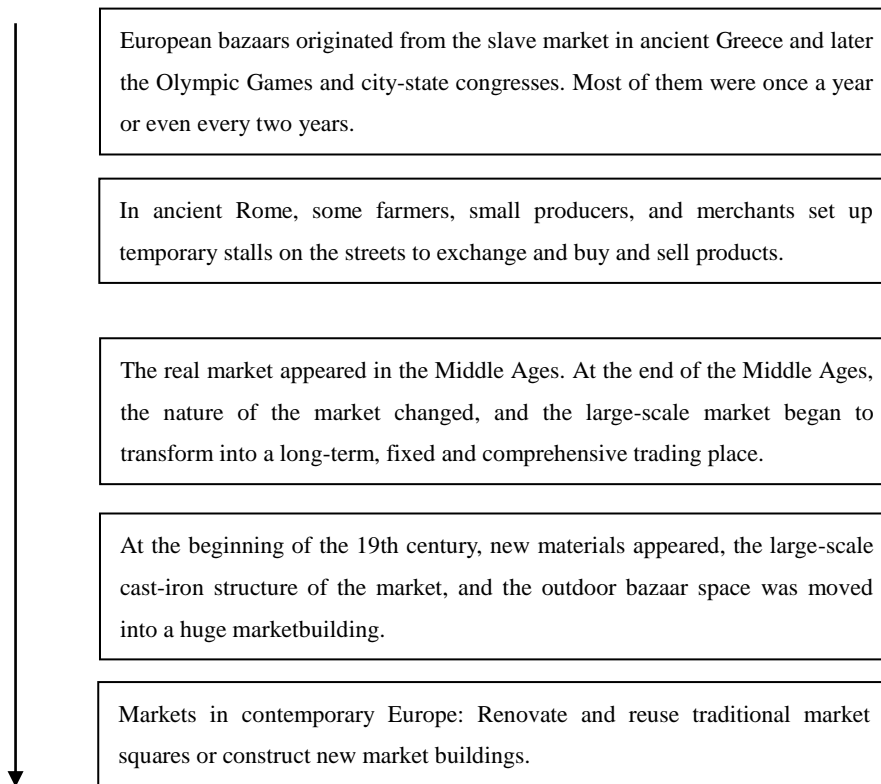 European bazaars originated from the slave market in ancient Greece and later
the Olympic Games and city-state congresses. Most of them were once a year
or even every two years.
In ancient Rome, some farmers, small producers, and merchants set up
temporary stalls on the streets to exchange and buy and sell products.
The real market appeared in the Middle Ages. At the end of the Middle Ages,
the nature of the market changed, and the large-scale market began to
transform into a long-term, fixed and comprehensive trading place.
At the beginning of the 19th century, new materials appeared, the large-scale
cast-iron structure of the market, and the outdoor bazaar space was moved
into a huge marketbuilding.
Markets in contemporary Europe: Renovate and reuse traditional market
squares or construct new market buildings.